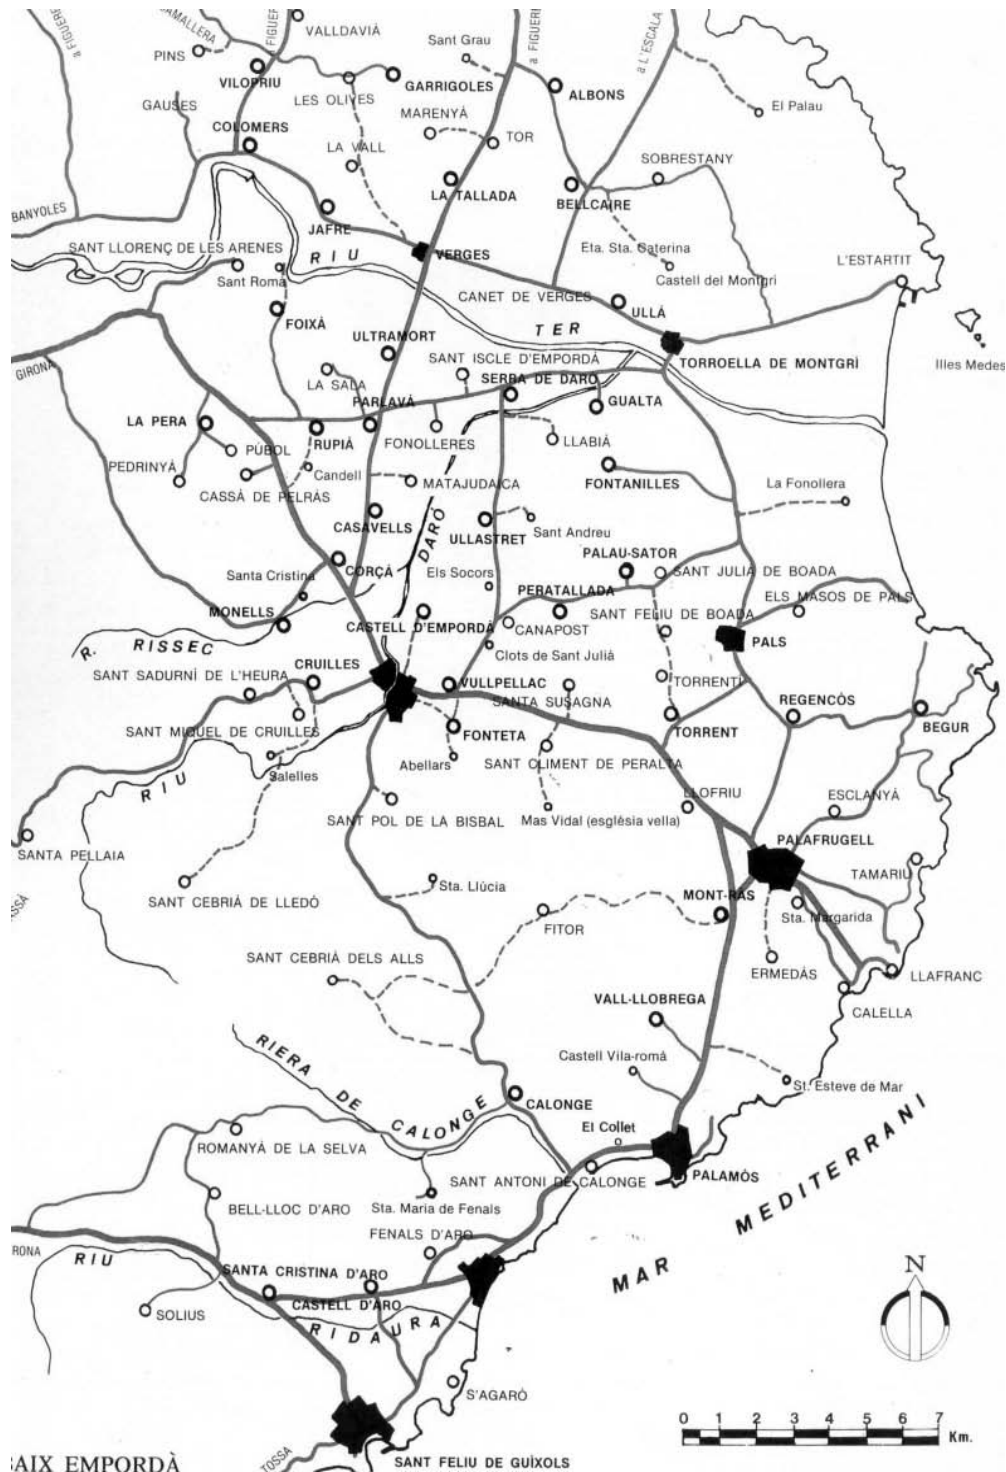 CAMALLERA
a FIGUERE
FIGUER
VALLDAVIÀ
Sant Grau
a FIGUERE
a L'ESCALA
PINS
VILOPRIU
LES OLIVES
GARRIGOLES
ALBONS
El Palau
GAUSES
MARENYÀ
COLOMERS
TOR
LA VALL
SOBRESTANY
LA TALLADA
BELLCAIRE
BANYOLES
JAFRE
SANT LLORENÇ DE LES ARENES
RIU
VERGES
Eta. Sta. Caterina
L'ESTARTIT
Sant Romà
Castell del Montgrí
CANET DE VERGES
ULLÀ
FOIXÀ
TER
ULTRAMORT
SANT ISCLE D'EMPORDÀ
TORROELLA DE MONTGRÍ
Illes Medes
GIRONA
LA SALA
SERRA DE DARÓ
PARLAVÀ
GUALTA
LA PERA
RUPIÀ
FONOLLERES
LLABIÀ
PÚBOL
PEDRINYÀ
Candell
CASSÀ DE PELRÀS
MATAJUDAICA
FONTANILLES
La Fonollera
CASAVELLS
DARÓ
ULLASTRET
Sant Andreu
PALAU-SATOR
CORÇÀ
Santa Cristina
Els Socors
SANT JULIÀ DE BOADA
PERATALLADA
ELS MASOS DE PALS
MONELLS
CASTELL D'EMPORDÀ
CANAPOST
SANT FELIU DE BOADA
R. RISSEC
PALS
Clots de Sant Julià
CRUILLES
SANT SADURNÍ DE L'HEURA
VULLPELLAC
TORRENTÍ
SANTA SUSAGNA
REGENCÒS
SANT MIQUEL DE CRUILLES
FONTETA
TORRENT
BEGUR
RIU
Salelles
Abellars
SANT CLIMENT DE PERALTA
LLOFRIU
ESCLANYÀ
SANT POL DE LA BISBAL
Mas Vidal (església vella)
PALAFRUGELL
SANTA PELLAIA
TAMARIU
Sta. Llúcia
MONT-RÀS
SSÀ
SANT CEBRIÀ DE LLEDÓ
Sta. Margarida
FITOR
SANT CEBRIÀ DELS ALLS
ERMEDÀS
LLAFRANC
VALL-LLOBREGA
CALELLA
RIERA DE CALONGE
Castell Vila-romà
St. Esteve de Mar
CALONGE
El Collet
ROMANYÀ DE LA SELVA
SANT ANTONI DE CALONGE
PALAMÓS
BELL-LLOC D'ARO
Sta. Maria de Fenals
MAR MEDITERRANI
FENALS D'ARO
RONA
RIU
SANTA CRISTINA D'ARO
N
CASTELL D'ARO
SOLIUS
RIDAURA
S'AGARÓ
0 1 2 3 4 5 6 7
Km.
BAIX EMPORDÀ
TOSSA
SANT FELIU DE GUÍXOLS